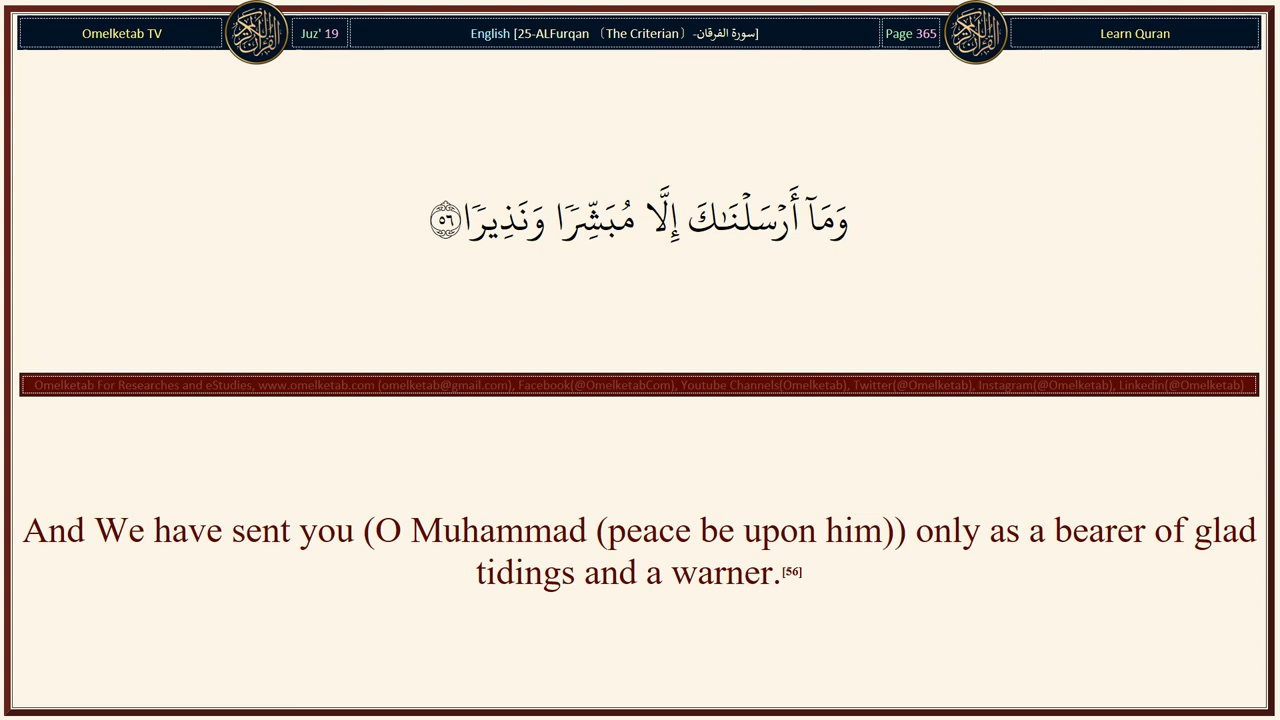 Omelketab TV
Juz' 19
English [25-ALFurqan （The Criterian）-سورة الفرقان]
Page 365
Learn Quran
وَمَآ أَرۡسَلۡنَٰكَ إِلَّا مُبَشِّرٗا وَنَذِيرٗا ٥٦
Omelketab For Researches and eStudies, www.omelketab.com (omelketab@gmail.com), Facebook(@OmelketabCom), Youtube Channels(Omelketab), Twitter(@Omelketab), Instagram(@Omelketab), Linkedin(@Omelketab)
And We have sent you (O Muhammad (peace be upon him)) only as a bearer of glad
tidings and a warner.[56]